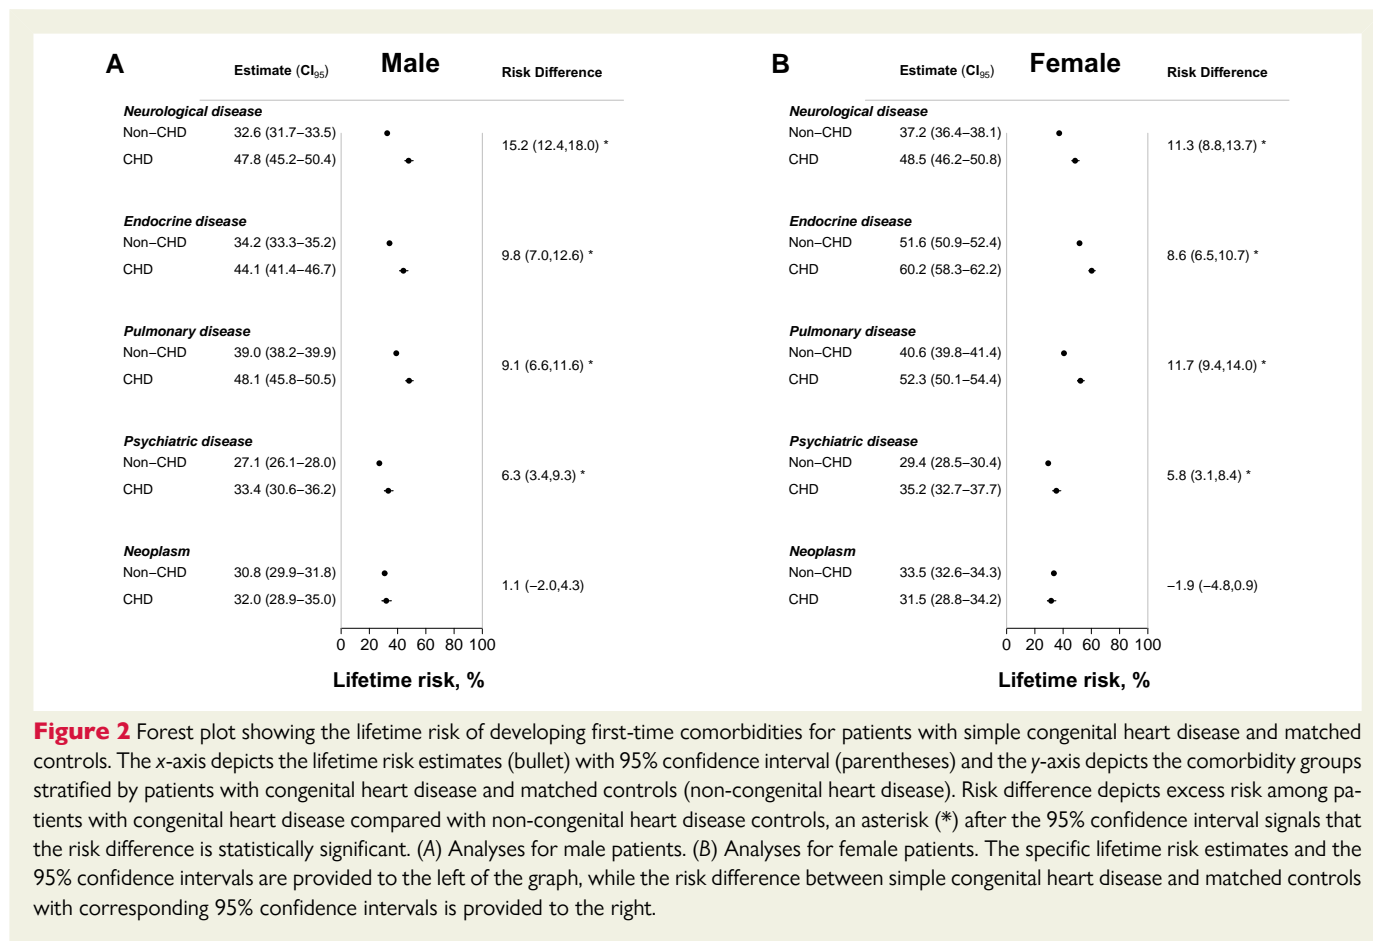 A Estimate (CI95) Male Risk Difference
Neurological disease
Non−CHD 32.6 (31.7−33.5)
15.2 (12.4,18.0) *
CHD 47.8 (45.2−50.4)
Endocrine disease
Non−CHD 34.2 (33.3−35.2)
9.8 (7.0,12.6) *
CHD 44.1 (41.4−46.7)
Pulmonary disease
Non−CHD 39.0 (38.2−39.9)
9.1 (6.6,11.6) *
CHD 48.1 (45.8−50.5)
Psychiatric disease
Non−CHD 27.1 (26.1−28.0)
6.3 (3.4,9.3) *
CHD 33.4 (30.6−36.2)
Neoplasm
Non−CHD 30.8 (29.9−31.8)
1.1 (−2.0,4.3)
CHD 32.0 (28.9−35.0)
0 20 40 60 80 100
Lifetime risk, %
B Estimate (CI95) Female Risk Difference
Neurological disease
Non−CHD 37.2 (36.4−38.1)
11.3 (8.8,13.7) *
CHD 48.5 (46.2−50.8)
Endocrine disease
Non−CHD 51.6 (50.9−52.4)
8.6 (6.5,10.7) *
CHD 60.2 (58.3−62.2)
Pulmonary disease
Non−CHD 40.6 (39.8−41.4)
11.7 (9.4,14.0) *
CHD 52.3 (50.1−54.4)
Psychiatric disease
Non−CHD 29.4 (28.5−30.4)
5.8 (3.1,8.4) *
CHD 35.2 (32.7−37.7)
Neoplasm
Non−CHD 33.5 (32.6−34.3)
−1.9 (−4.8,0.9)
CHD 31.5 (28.8−34.2)
0 20 40 60 80 100
Lifetime risk, %
Figure 2 Forest plot showing the lifetime risk of developing first-time comorbidities for patients with simple congenital heart disease and matched
controls. The x-axis depicts the lifetime risk estimates (bullet) with 95% confidence interval (parentheses) and the y-axis depicts the comorbidity groups
stratified by patients with congenital heart disease and matched controls (non-congenital heart disease). Risk difference depicts excess risk among pa-
tients with congenital heart disease compared with non-congenital heart disease controls, an asterisk (*) after the 95% confidence interval signals that
the risk difference is statistically significant. (A) Analyses for male patients. (B) Analyses for female patients. The specific lifetime risk estimates and the
95% confidence intervals are provided to the left of the graph, while the risk difference between simple congenital heart disease and matched controls
with corresponding 95% confidence intervals is provided to the right.